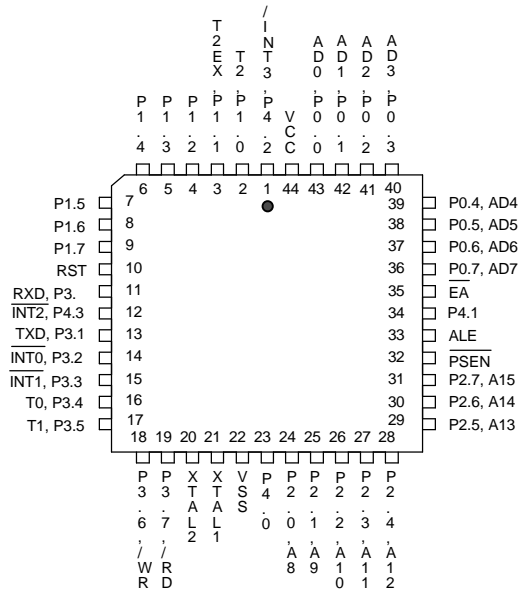 P1.4
P1.3
P1.2
T2EX,P1.1
T2,P1.0
/INT3,P4.2
VCC
AD0,P0.0
AD1,P0.1
AD2,P0.2
AD3,P0.3
6 5 4 3 2 1 44 43 42 41 40
P1.5 7
P1.6 8
P1.7 9
RST 10
RXD, P3. 11
INT2, P4.3 12
TXD, P3.1 13
INT0, P3.2 14
INT1, P3.3 15
T0, P3.4 16
T1, P3.5 17
39 P0.4, AD4
38 P0.5, AD5
37 P0.6, AD6
36 P0.7, AD7
35 EA
34 P4.1
33 ALE
32 PSEN
31 P2.7, A15
30 P2.6, A14
29 P2.5, A13
18 19 20 21 22 23 24 25 26 27 28
P3.6,/WR
P3.7,/RD
XTAL2
XTAL1
VSS
P4.0
P2.0,A8
P2.1,A9
P2.2,A10
P2.3,A11
P2.4,A12